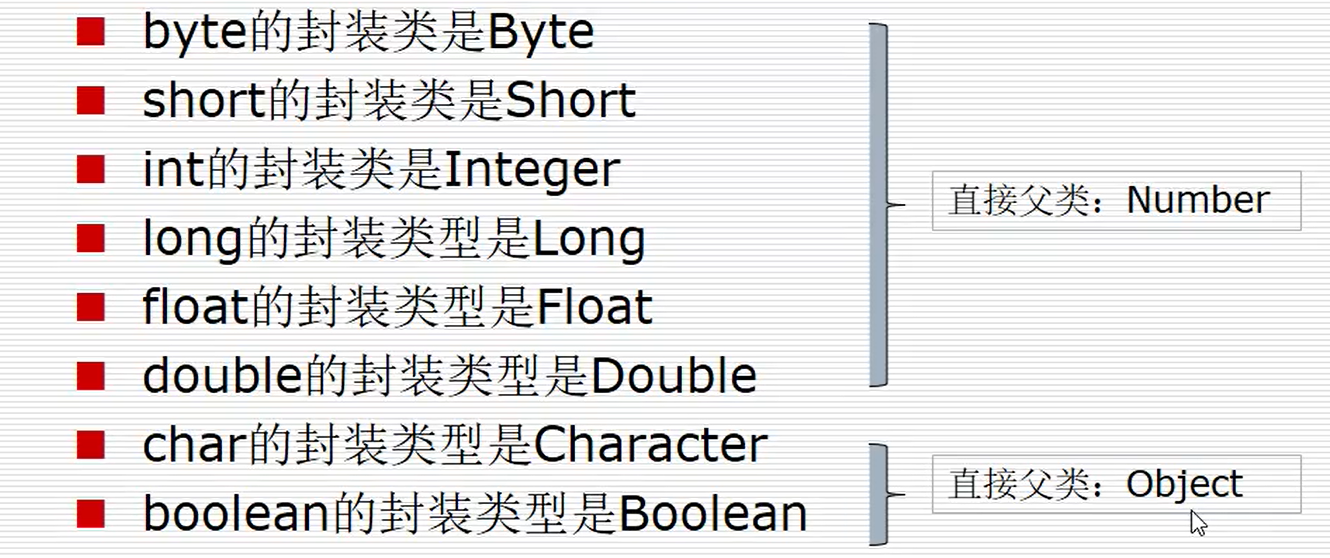 byte的封装类是Byte
short的封装类是Short
int的封装类是Integer
long的封装类型是Long
float的封装类型是Float
double的封装类型是Double
直接父类：Number
char的封装类型是Character
boolean的封装类型是Boolean
直接父类：Object